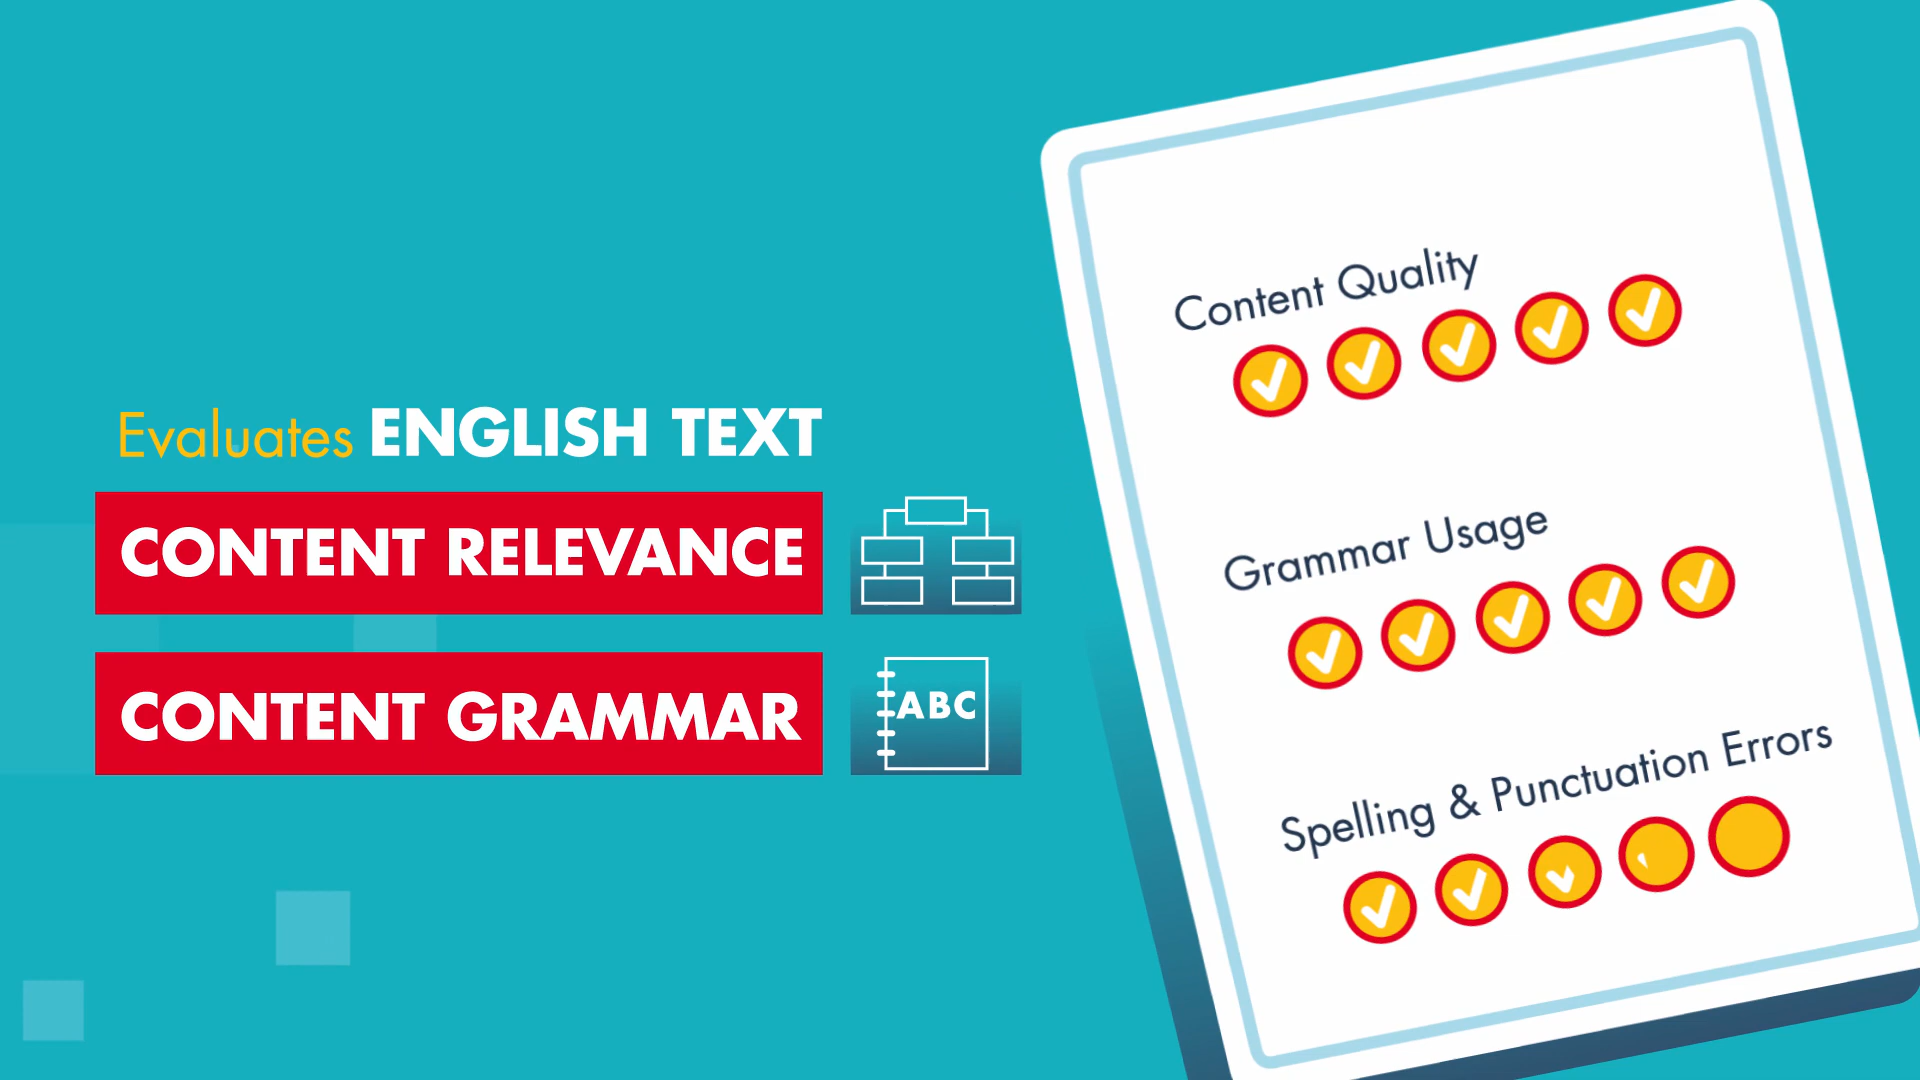 Evaluates ENGLISH TEXT
CONTENT RELEVANCE
CONTENT GRAMMAR
ABC
Content Quality
Grammar Usage
Spelling & Punctuation Errors